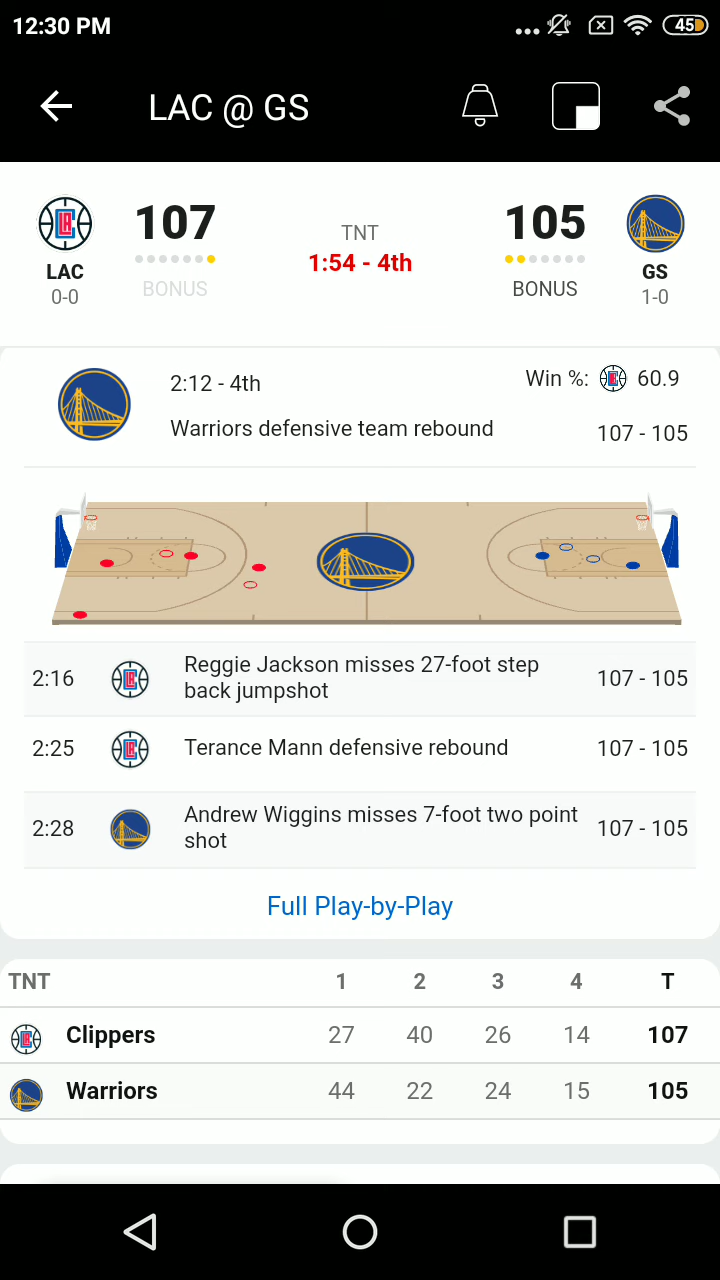 12:30 PM
45
LAC @ GS
107
TNT
105
1:54 - 4th
LAC
BONUS
BONUS
GS
0-0
1-0
2:12 - 4th
Win %: 60.9
Warriors defensive team rebound
107 - 105
2:16
Reggie Jackson misses 27-foot step
back jumpshot
107 - 105
2:25
Terance Mann defensive rebound
107 - 105
2:28
Andrew Wiggins misses 7-foot two point
shot
107 - 105
Full Play-by-Play
TNT 1 2 3 4 T
Clippers 27 40 26 14 107
Warriors 44 22 24 15 105